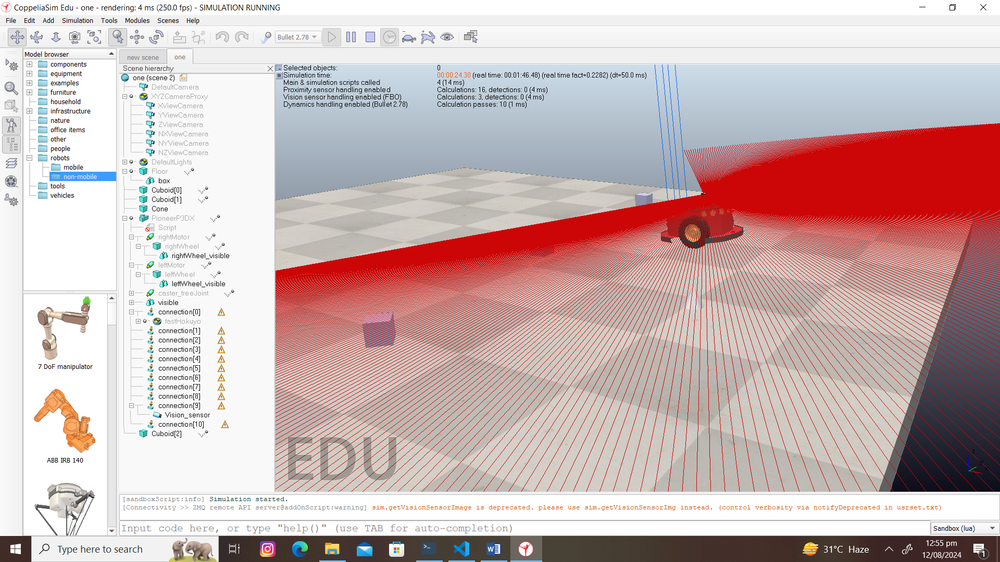 CoppeliaSim Edu - one - rendering: 4 ms (250.0 fps) - SIMULATION RUNNING
File Edit Add Simulation Tools Modules Scenes Help
Bullet 2.78
RT
Model browser
components
equipment
examples
furniture
household
infrastructure
nature
office items
other
people
robots
mobile
non-mobile
tools
vehicles
7 DoF manipulator
ABB IRB 140
new scene
one
Scene hierarchy
one (scene 2)
DefaultCamera
XYZCameraProxy
XViewCamera
YViewCamera
ZViewCamera
NXViewCamera
NYViewCamera
NZViewCamera
DefaultLights
Floor
box
Cuboid[0]
Cuboid[1]
Cone
PioneerP3DX
Script
rightMotor
rightWheel
rightWheel_visible
leftMotor
leftWheel
leftWheel_visible
caster_freeJoint
visible
connection[0]
fastHokuyo
connection[1]
connection[2]
connection[3]
connection[4]
connection[5]
connection[6]
connection[7]
connection[8]
connection[9]
Vision_sensor
connection[10]
Cuboid[2]
Selected objects: 0
Simulation time: 00:00:24.30 (real time: 00:01:46.48) (real time fact=0.2282) (dt=50.0 ms)
Main & simulation scripts called 4 (14 ms)
Proximity sensor handling enabled Calculations: 16, detections: 0 (4 ms)
Vision sensor handling enabled (FBO) Calculations: 3, detections: 0 (4 ms)
Dynamics handling enabled (Bullet 2.78) Calculation passes: 10 (1 ms)
EDU
z
y
[sandboxScript:info] Simulation started.
[Connectivity >> ZMQ remote API server@addOnScript:warning] sim.getVisionSensorImage is deprecated. please use sim.getVisionSensorImg instead. (control verbosity via notifyDeprecated in usrset.txt)
Input code here, or type "help()" (use TAB for auto-completion)
Sandbox (lua)
Type here to search
31°C Haze
12:55 pm
12/08/2024
1